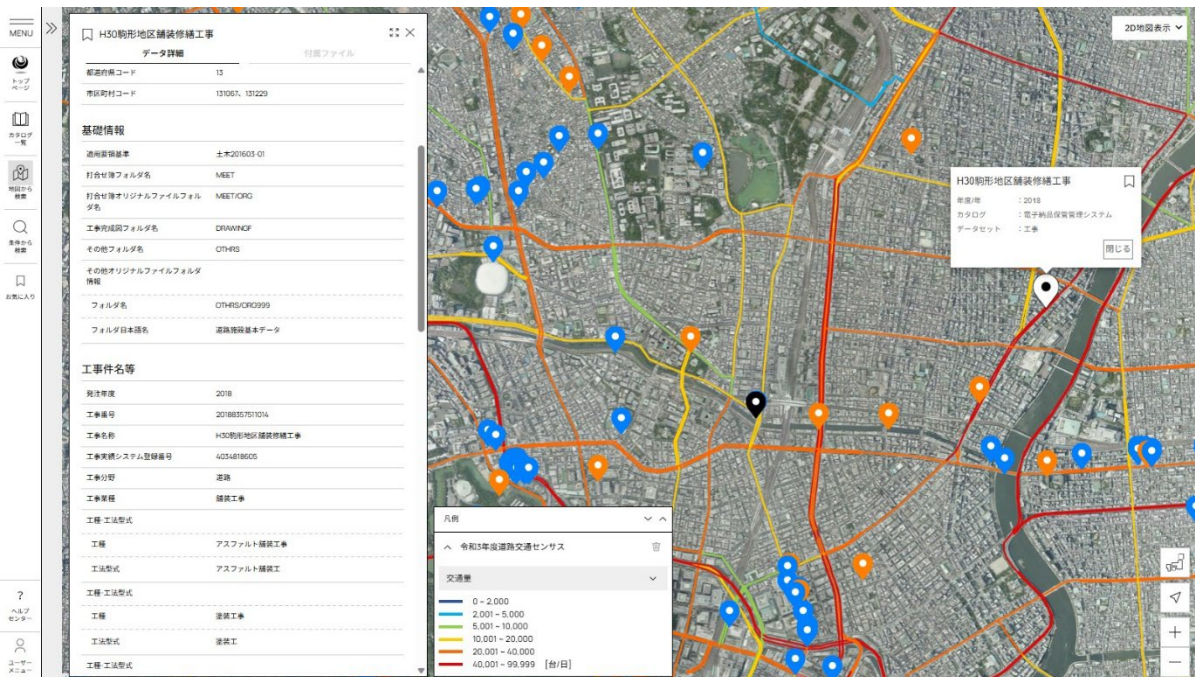 MENU
トップ
ページ
カタログ
一覧
地図から
検索
条件から
検索
お気に入り
?
ヘルプ
センター
ユーザー
メニュー
H30駒形地区舗装修繕工事
データ詳細 付属ファイル
都道府県コード 13
市区町村コード 131067、131229
基礎情報
適用要領基準 土木201603-01
打合せ簿フォルダ名 MEET
打合せ簿オリジナルファイルフォル MEET/ORG
ダ名
工事完成図フォルダ名 DRAWINGF
その他フォルダ名 OTHRS
その他オリジナルファイルフォルダ
情報
フォルダ名 OTHRS/ORG999
フォルダ日本語名 道路施設基本データ
工事件名等
発注年度 2018
工事番号 20188357511014
工事名称 H30駒形地区舗装修繕工事
工事実績システム登録番号 4034818605
工事分野 道路
工事業種 舗装工事
工種-工法型式
工種 アスファルト舗装工事
工法型式 アスファルト舗装工
工種-工法型式
工種 塗装工事
工法型式 塗装工
工種-工法型式
2D地図表示
H30駒形地区舗装修繕工事
年度/年 :2018
カタログ :電子納品保管管理システム
データセット :工事
閉じる
凡例
令和3年度道路交通センサス
交通量
0 ~ 2,000
2,001 ~ 5,000
5,001 ~ 10,000
10,001 ~ 20,000
20,001 ~ 40,000
40,001 ~ 99,999 [台/日]